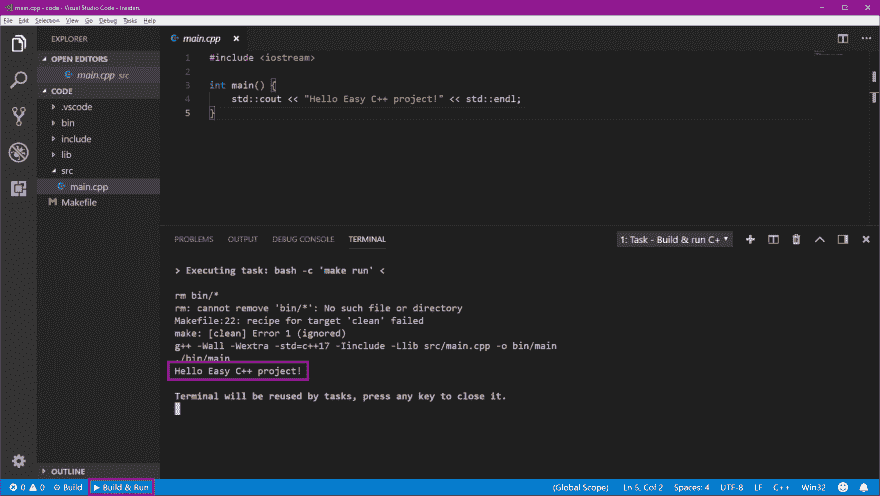 main.cpp - code - Visual Studio Code - Insiders
File Edit Selection View Go Debug Tasks Help
EXPLORER
OPEN EDITORS
main.cpp src
CODE
.vscode
bin
include
lib
src
main.cpp
Makefile
OUTLINE
main.cpp
1 #include <iostream>
2
3 int main() {
4 std::cout << "Hello Easy C++ project!" << std::endl;
5 }
PROBLEMS OUTPUT DEBUG CONSOLE TERMINAL
1: Task - Build & run C+
> Executing task: bash -c 'make run' <
rm bin/*
rm: cannot remove 'bin/*': No such file or directory
Makefile:22: recipe for target 'clean' failed
make: [clean] Error 1 (ignored)
g++ -Wall -Wextra -std=c++17 -Iinclude -Llib src/main.cpp -o bin/main
./bin/main
Hello Easy C++ project!
Terminal will be reused by tasks, press any key to close it.
0 0 Build Build & Run (Global Scope) Ln 5, Col 2 Spaces: 4 UTF-8 LF C++ Win32